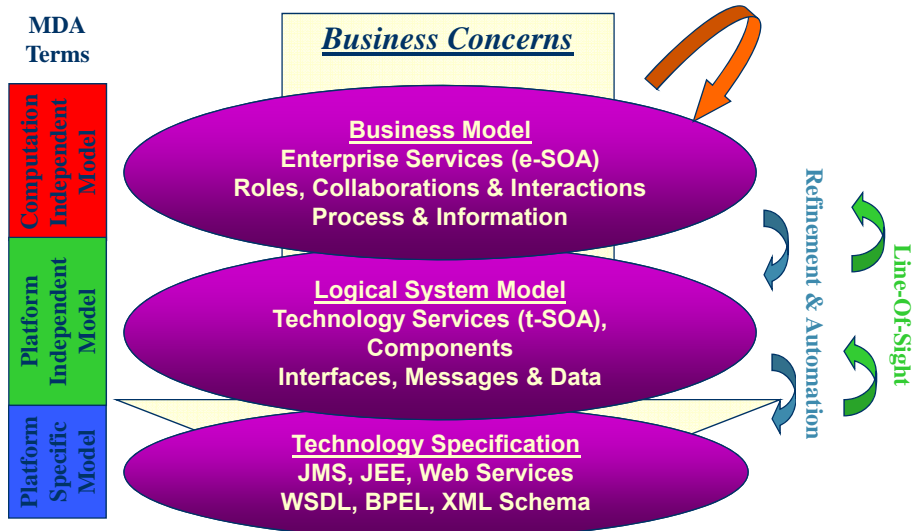 MDA
Terms
Business Concerns
Computation
Independent
Model
Platform
Independent
Model
Platform
Specific
Model
Business Model
Enterprise Services (e-SOA)
Roles, Collaborations & Interactions
Process & Information
Logical System Model
Technology Services (t-SOA),
Components
Interfaces, Messages & Data
Technology Specification
JMS, JEE, Web Services
WSDL, BPEL, XML Schema
Refinement & Automation
Line-Of-Sight